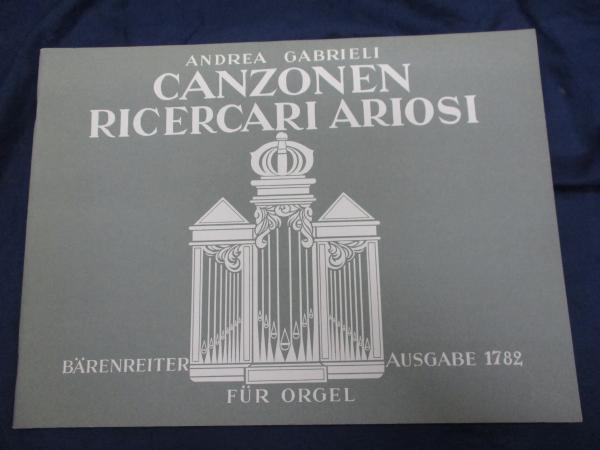 ANDREA GABRIELI
CANZONEN
RICERCARI ARIOSI
BÄRENREITER AUSGABE 1782
FÜR ORGEL